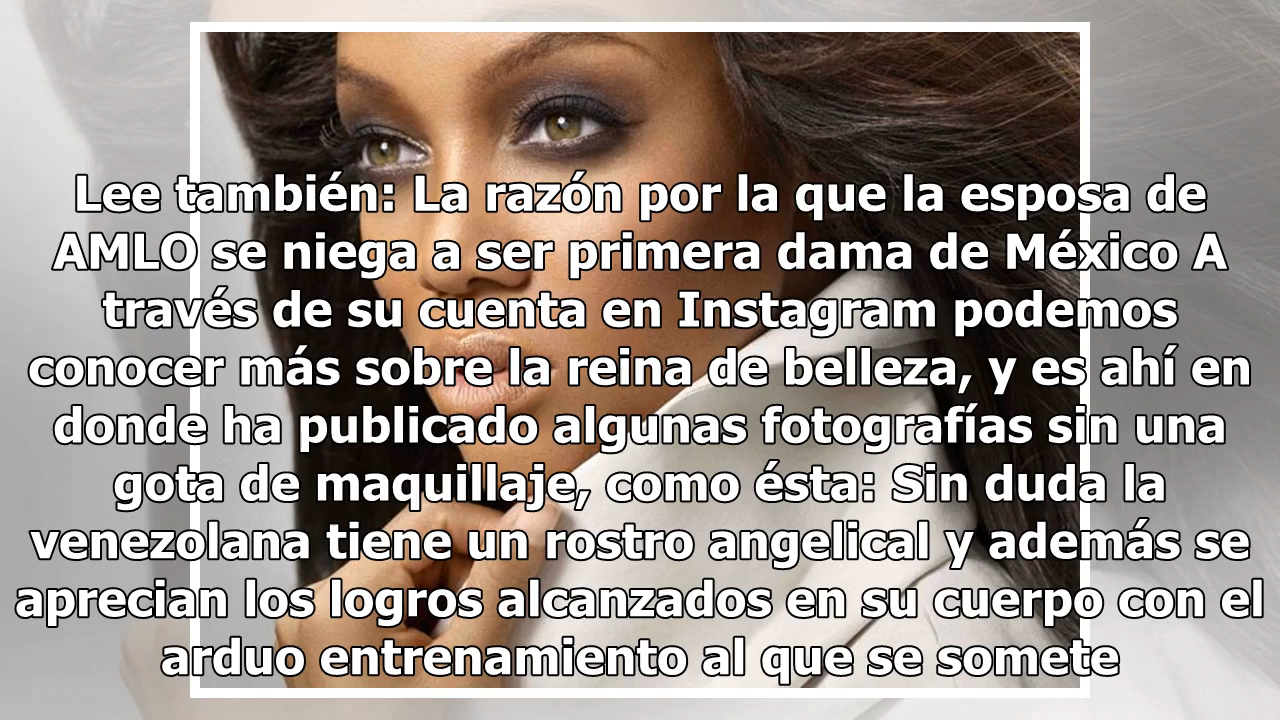 Lee también: La razón por la que la esposa de
AMLO se niega a ser primera dama de México A
través de su cuenta en Instagram podemos
conocer más sobre la reina de belleza, y es ahí en
donde ha publicado algunas fotografías sin una
gota de maquillaje, como ésta: Sin duda la
venezolana tiene un rostro angelical y además se
aprecian los logros alcanzados en su cuerpo con el
arduo entrenamiento al que se somete